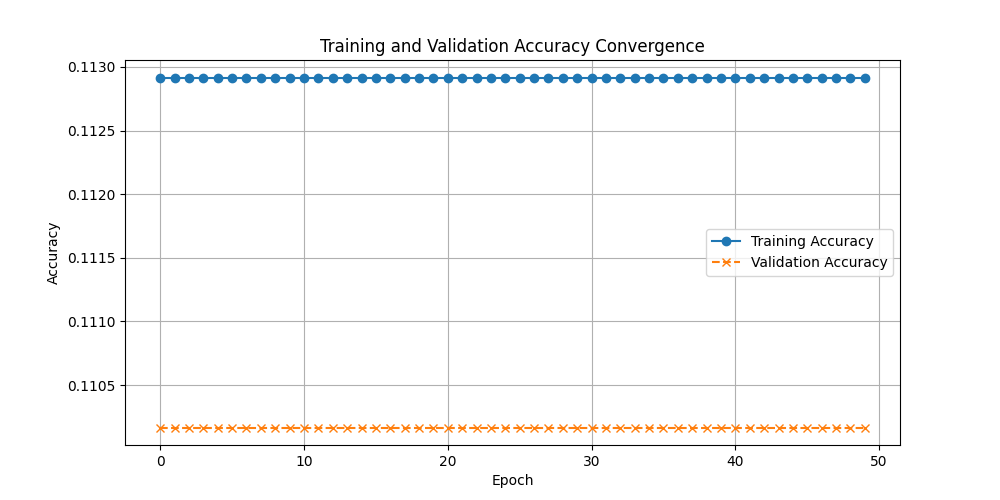 Training and Validation Accuracy Convergence
0.1130
0.1125
0.1120
0.1115
0.1110
0.1105
Accuracy
Training Accuracy
Validation Accuracy
0 10 20 30 40 50
Epoch